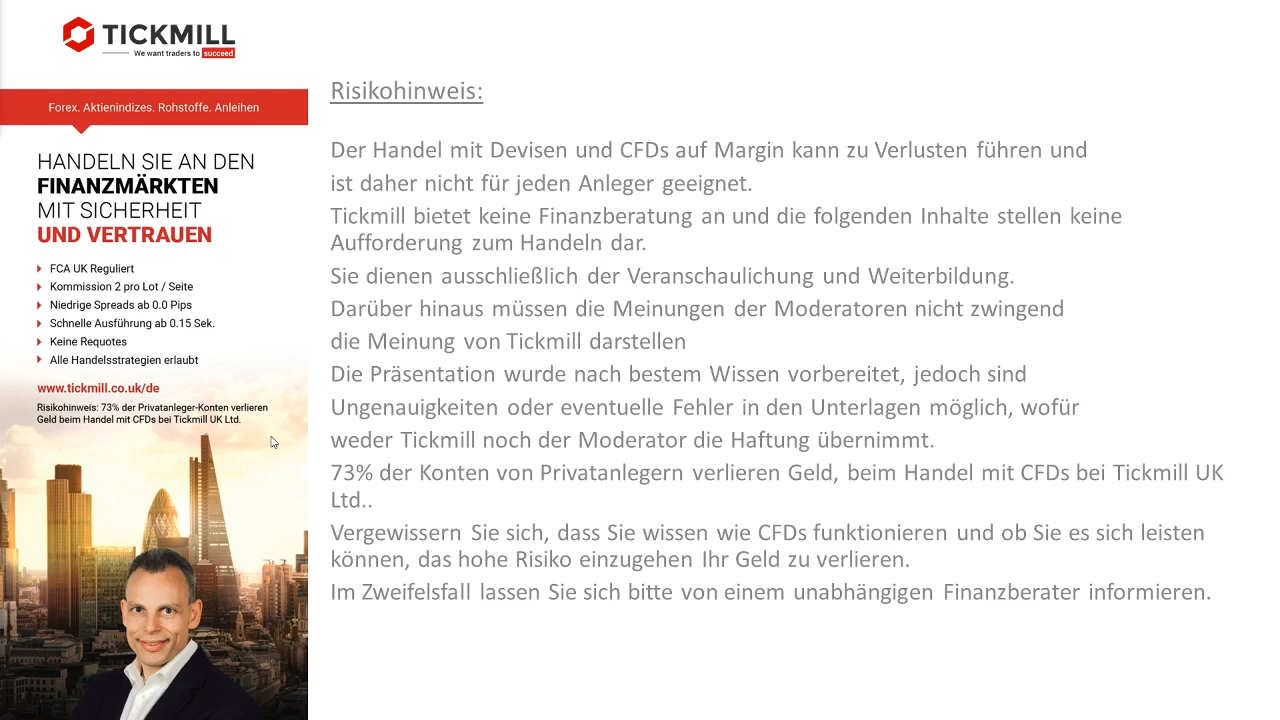 TICKMILL
We want traders to succeed
Forex. Aktienindizes. Rohstoffe. Anleihen
HANDELN SIE AN DEN
FINANZMÄRKTEN
MIT SICHERHEIT
UND VERTRAUEN
FCA UK Reguliert
Kommission 2 pro Lot / Seite
Niedrige Spreads ab 0.0 Pips
Schnelle Ausführung ab 0.15 Sek.
Keine Requotes
Alle Handelsstrategien erlaubt
www.tickmill.co.uk/de
Risikohinweis: 73% der Privatanleger-Konten verlieren
Geld beim Handel mit CFDs bei Tickmill UK Ltd.
Risikohinweis:
Der Handel mit Devisen und CFDs auf Margin kann zu Verlusten führen und
ist daher nicht für jeden Anleger geeignet.
Tickmill bietet keine Finanzberatung an und die folgenden Inhalte stellen keine
Aufforderung zum Handeln dar.
Sie dienen ausschließlich der Veranschaulichung und Weiterbildung.
Darüber hinaus müssen die Meinungen der Moderatoren nicht zwingend
die Meinung von Tickmill darstellen
Die Präsentation wurde nach bestem Wissen vorbereitet, jedoch sind
Ungenauigkeiten oder eventuelle Fehler in den Unterlagen möglich, wofür
weder Tickmill noch der Moderator die Haftung übernimmt.
73% der Konten von Privatanlegern verlieren Geld, beim Handel mit CFDs bei Tickmill UK
Ltd..
Vergewissern Sie sich, dass Sie wissen wie CFDs funktionieren und ob Sie es sich leisten
können, das hohe Risiko einzugehen Ihr Geld zu verlieren.
Im Zweifelsfall lassen Sie sich bitte von einem unabhängigen Finanzberater informieren.